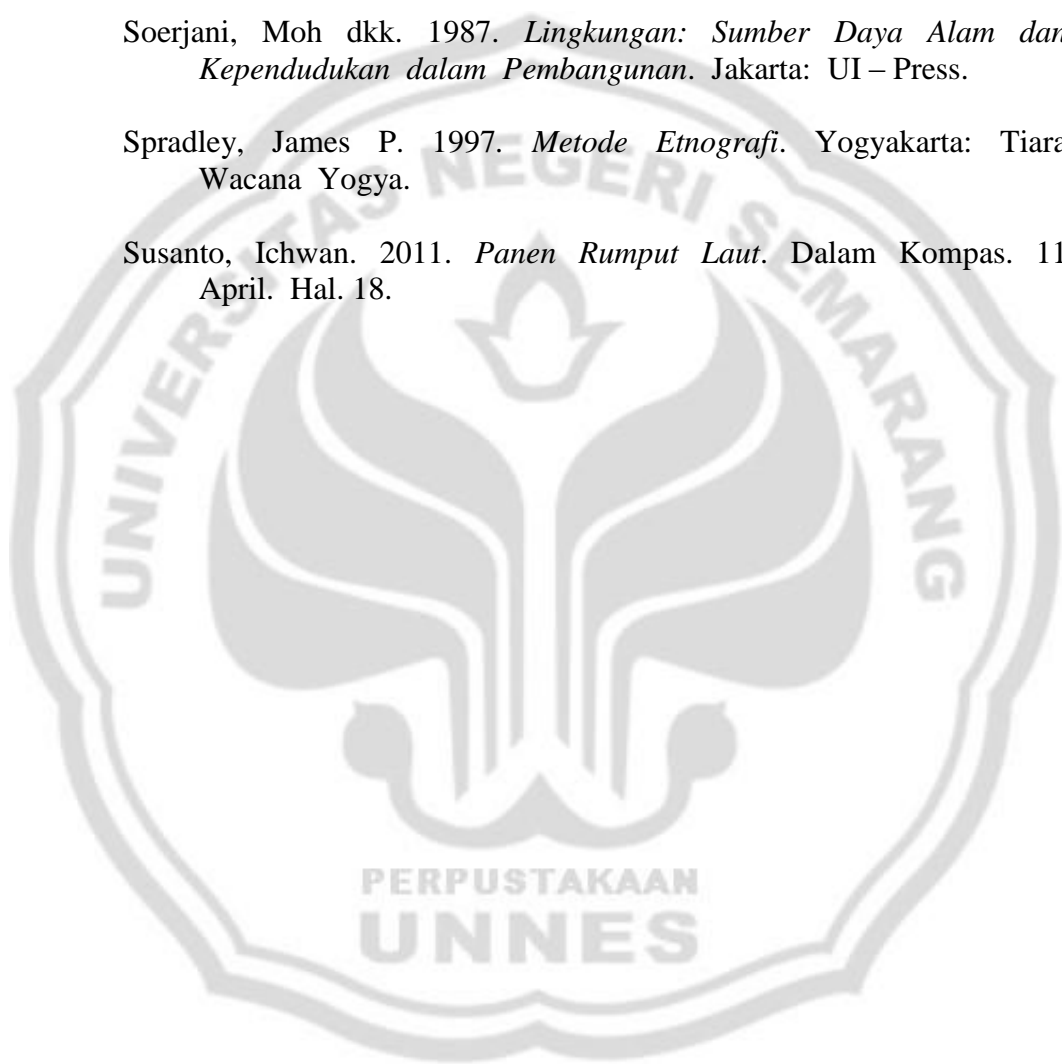 Soerjani, Moh dkk. 1987. Lingkungan: Sumber Daya Alam dan
Kependudukan dalam Pembangunan. Jakarta: UI – Press.
Spradley, James P. 1997. Metode Etnografi. Yogyakarta: Tiara
Wacana Yogya.
Susanto, Ichwan. 2011. Panen Rumput Laut. Dalam Kompas. 11
April. Hal. 18.
UNIVERSITAS NEGERI SEMARANG
PERPUSTAKAAN
UNNES